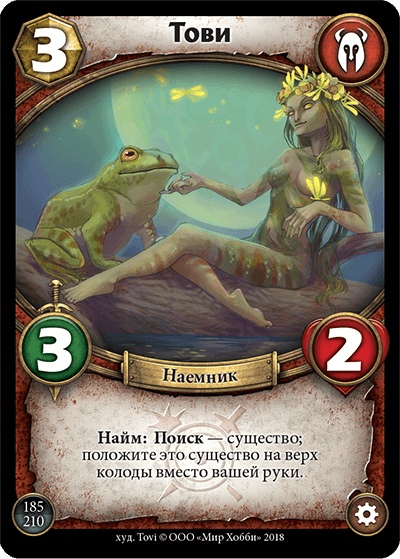 3
Тови
3
Наемник
2
Найм: Поиск — существо;
положите это существо на верх
колоды вместо вашей руки.
185
210
худ. Tovi © ООО «Мир Хобби» 2018